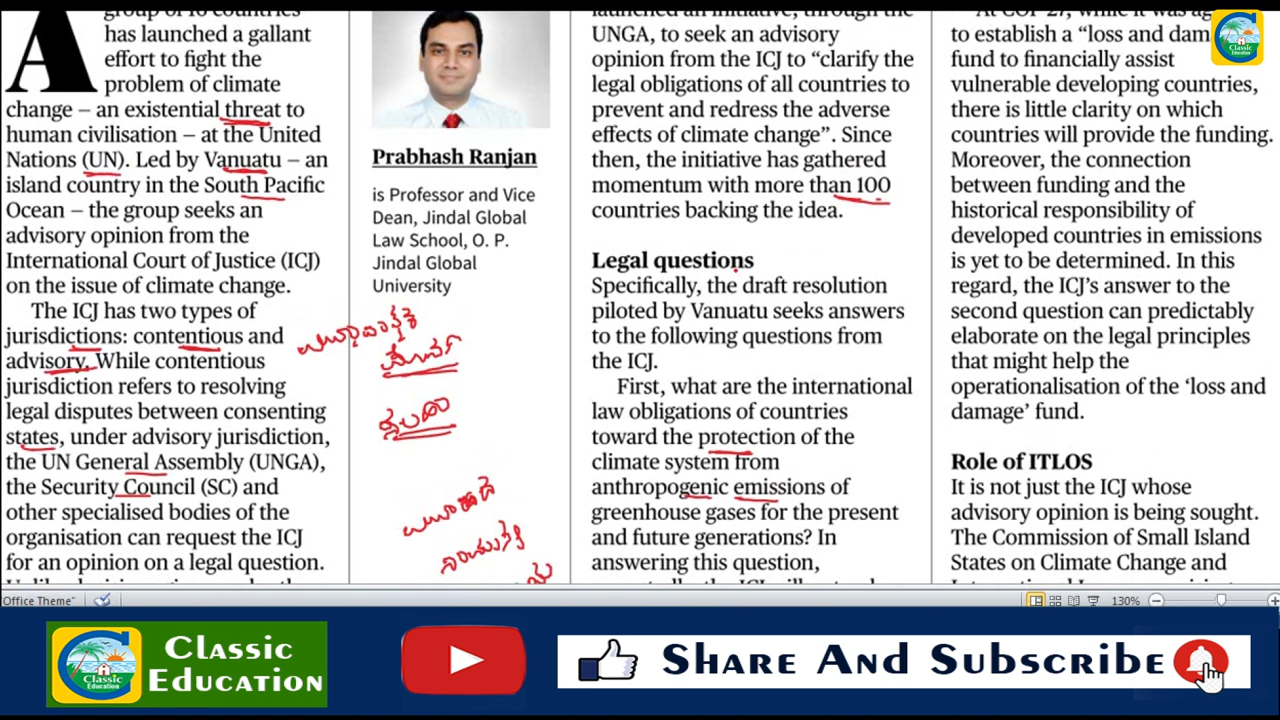 group of 16 countries
A has launched a gallant
effort to fight the
problem of climate
change – an existential threat to
human civilisation – at the United
Nations (UN). Led by Vanuatu – an
island country in the South Pacific
Ocean – the group seeks an
advisory opinion from the
International Court of Justice (ICJ)
on the issue of climate change.
The ICJ has two types of
jurisdictions: contentious and
advisory. While contentious
jurisdiction refers to resolving
legal disputes between consenting
states, under advisory jurisdiction,
the UN General Assembly (UNGA),
the Security Council (SC) and
other specialised bodies of the
organisation can request the ICJ
for an opinion on a legal question.
Prabhash Ranjan
is Professor and Vice
Dean, Jindal Global
Law School, O. P.
Jindal Global
University
launched an initiative, through the
UNGA, to seek an advisory
opinion from the ICJ to “clarify the
legal obligations of all countries to
prevent and redress the adverse
effects of climate change”. Since
then, the initiative has gathered
momentum with more than 100
countries backing the idea.
Legal questions
Specifically, the draft resolution
piloted by Vanuatu seeks answers
to the following questions from
the ICJ.
First, what are the international
law obligations of countries
toward the protection of the
climate system from
anthropogenic emissions of
greenhouse gases for the present
and future generations? In
answering this question,
At COP 27, while it was
to establish a “loss and
fund to financially assist
vulnerable developing countries,
there is little clarity on which
countries will provide the funding.
Moreover, the connection
between funding and the
historical responsibility of
developed countries in emissions
is yet to be determined. In this
regard, the ICJ’s answer to the
second question can predictably
elaborate on the legal principles
that might help the
operationalisation of the ‘loss and
damage’ fund.
Role of ITLOS
It is not just the ICJ whose
advisory opinion is being sought.
The Commission of Small Island
States on Climate Change and
Classic
Education
Office Theme"
130%
Classic
Education
Classic
Education
Share And Subscribe